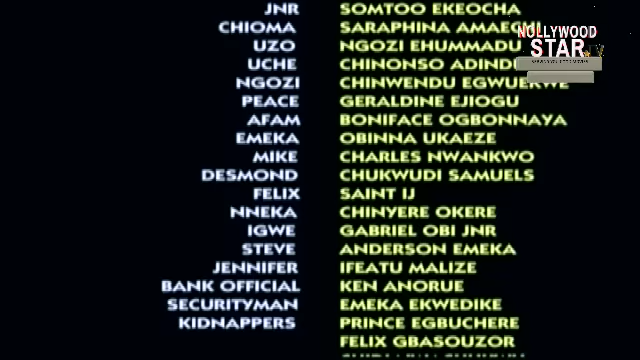 JNR SOMTOO EKEOCHA
CHIOMA SARAPHINA AMAECHI
UZO NGOZI EHUMMADU
UCHE CHINONSO
NGOZI CHINWENDU EGWUEKWE
PEACE GERALDINE EJIOGU
AFAM BONIFACE OGBONNAYA
EMEKA OBINNA UKAEZE
MIKE CHARLES NWANKWO
DESMOND CHUKWUDI SAMUELS
FELIX SAINT IJ
NNEKA CHINYERE OKERE
IGWE GABRIEL OBI JNR
STEVE ANDERSON EMEKA
JENNIFER IFEATU MALIZE
BANK OFFICIAL KEN ANORUE
SECURITYMAN EMEKA EKWEDIKE
KIDNAPPERS PRINCE EGBUCHERE
FELIX GBASOUZOR
NOLLYWOOD
STAR TV